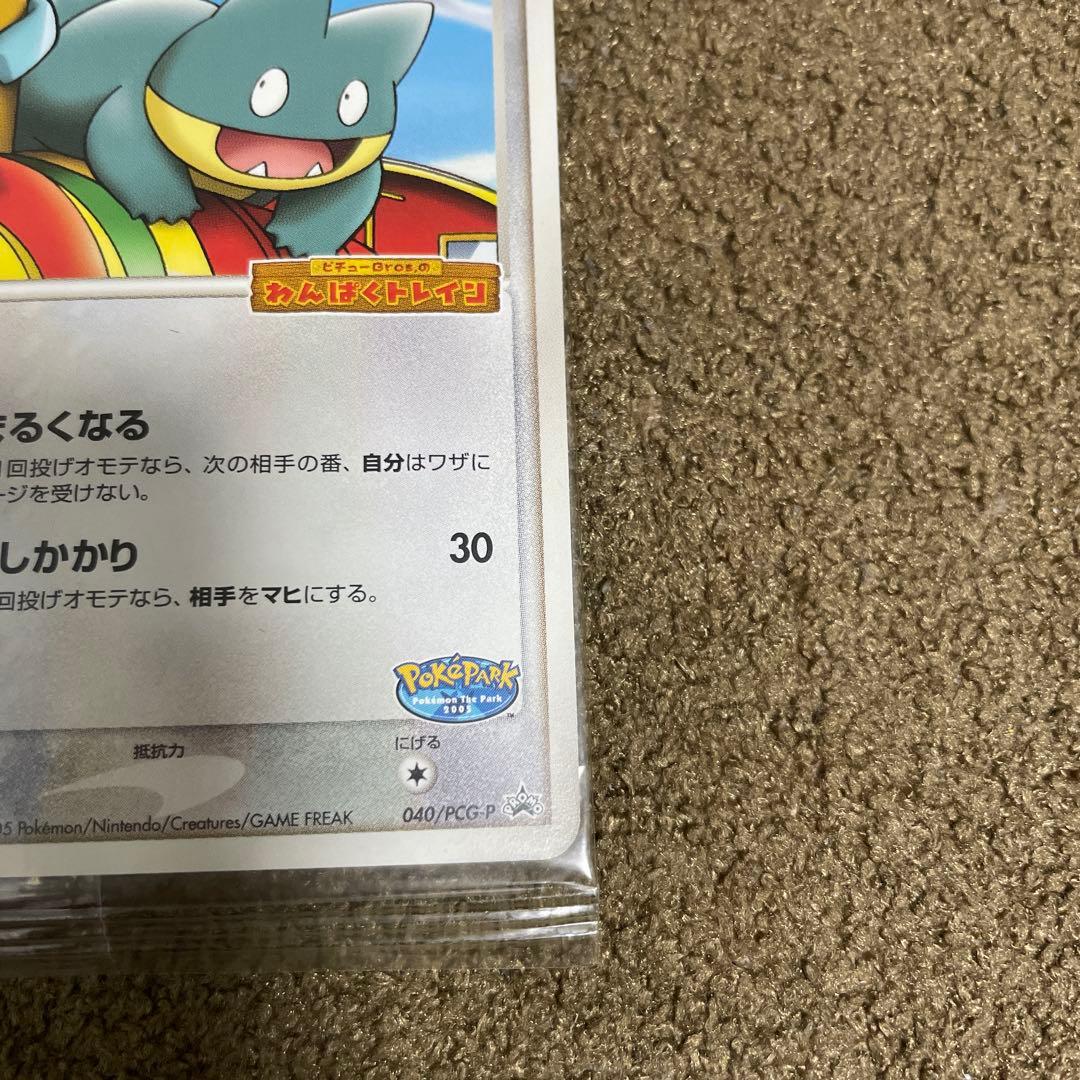 ピチューBros.の
わんぱくトレイン
まるくなる
回投げオモテなら、次の相手の番、自分はワザに
ージを受けない。
しかかり 30
回投げオモテなら、相手をマヒにする。
POKéPARK
Pokémon The Park
2005
™
抵抗力 にげる
05 Pokémon/Nintendo/Creatures/GAME FREAK 040/PCG-P PROMO